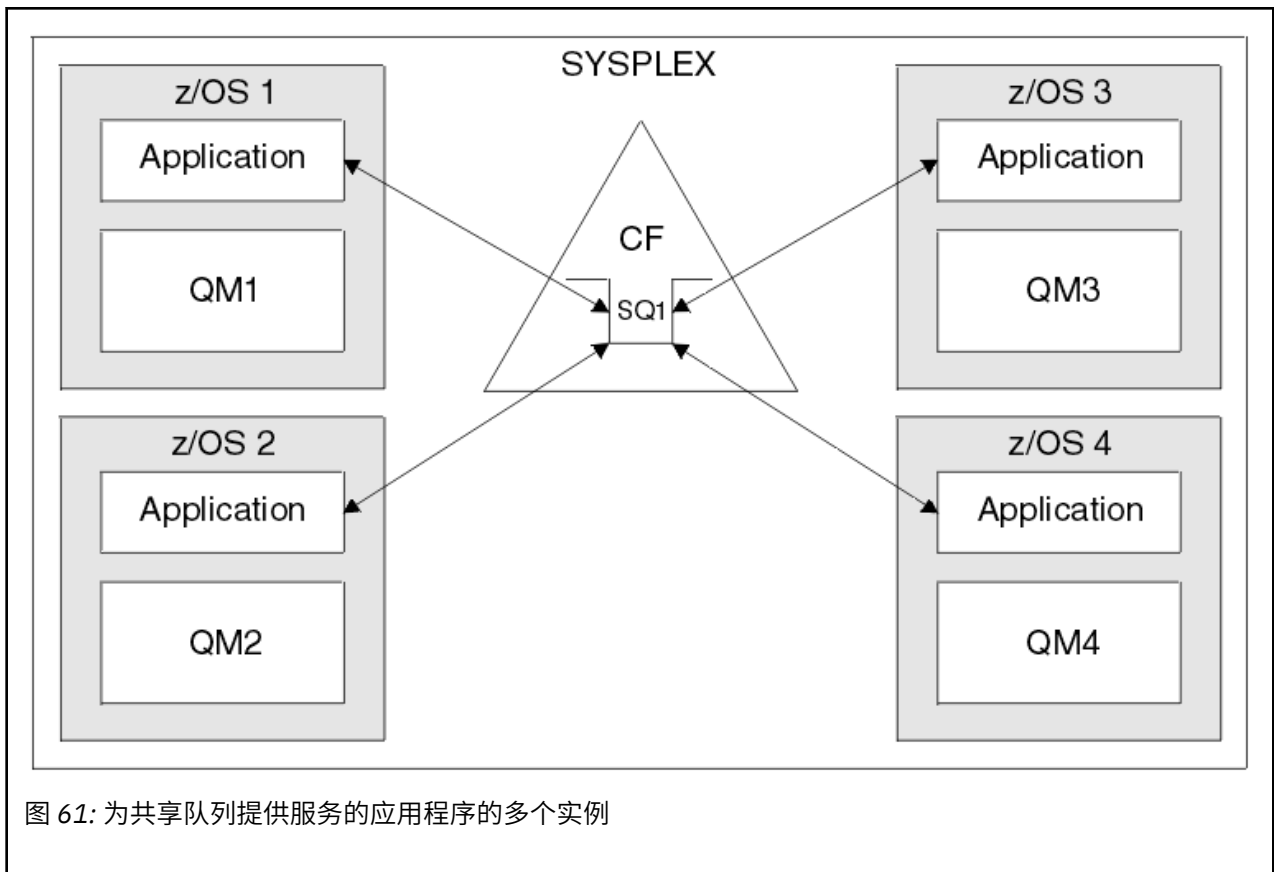 SYSPLEX
z/OS 1
Application
QM1
z/OS 2
Application
QM2
CF
SQ1
z/OS 3
Application
QM3
z/OS 4
Application
QM4
图 61: 为共享队列提供服务的应用程序的多个实例